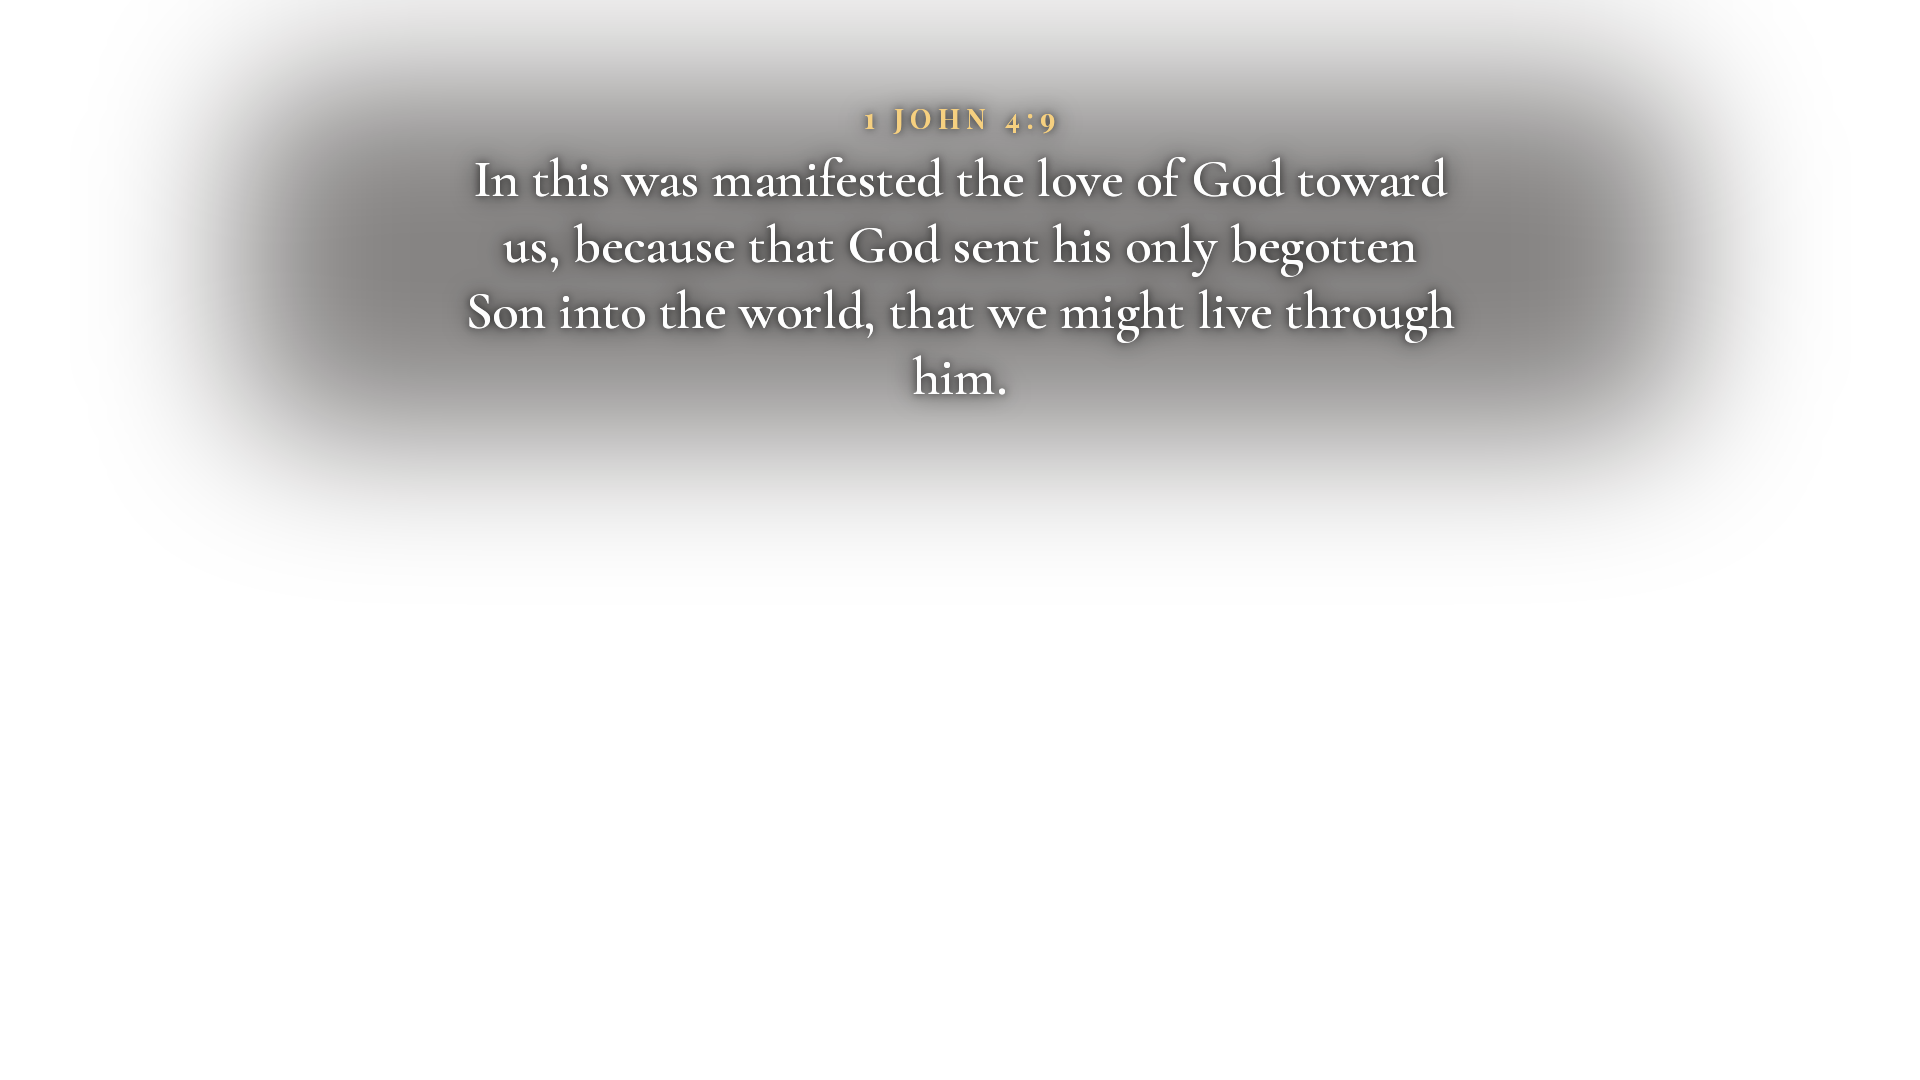 1 JOHN 4:9
In this was manifested the love of God toward
us, because that God sent his only begotten
Son into the world, that we might live through
him.